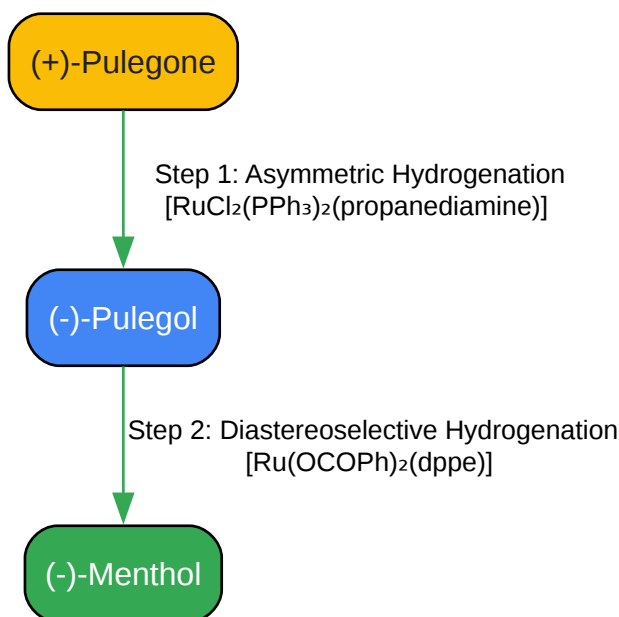 (+)-Pulegone
Step 1: Asymmetric Hydrogenation
[RuCl₂(PPh₃)₂(propanediamine)]
(-)-Pulegol
Step 2: Diastereoselective Hydrogenation
[Ru(OCOPh)₂(dppe)]
(-)-Menthol